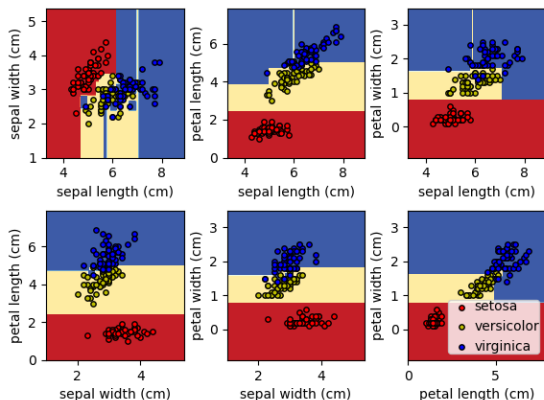 sepal width (cm)
5
4
3
2
1
4
6
8
sepal length (cm)
petal length (cm)
6
4
2
0
4
6
8
sepal length (cm)
petal width (cm)
3
2
1
0
4
6
8
sepal length (cm)
petal length (cm)
6
4
2
0
2
4
sepal width (cm)
petal width (cm)
3
2
1
0
2
4
sepal width (cm)
petal width (cm)
3
2
1
0
setosa
versicolor
virginica
5
petal length (cm)